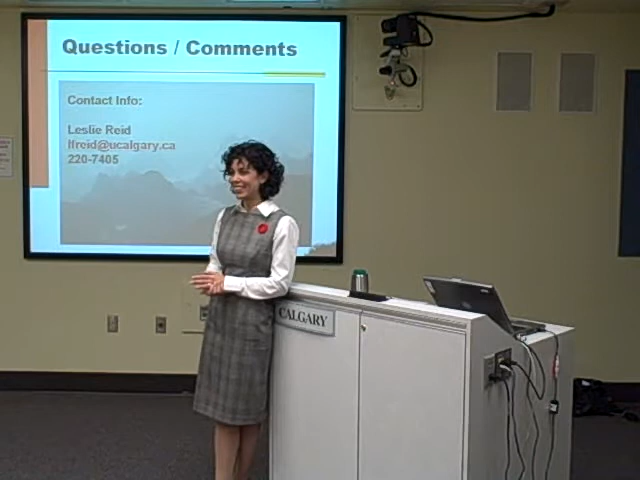 Questions / Comments
Contact Info:
Leslie Reid
lfreid@ucalgary.ca
220-7405
CALGARY